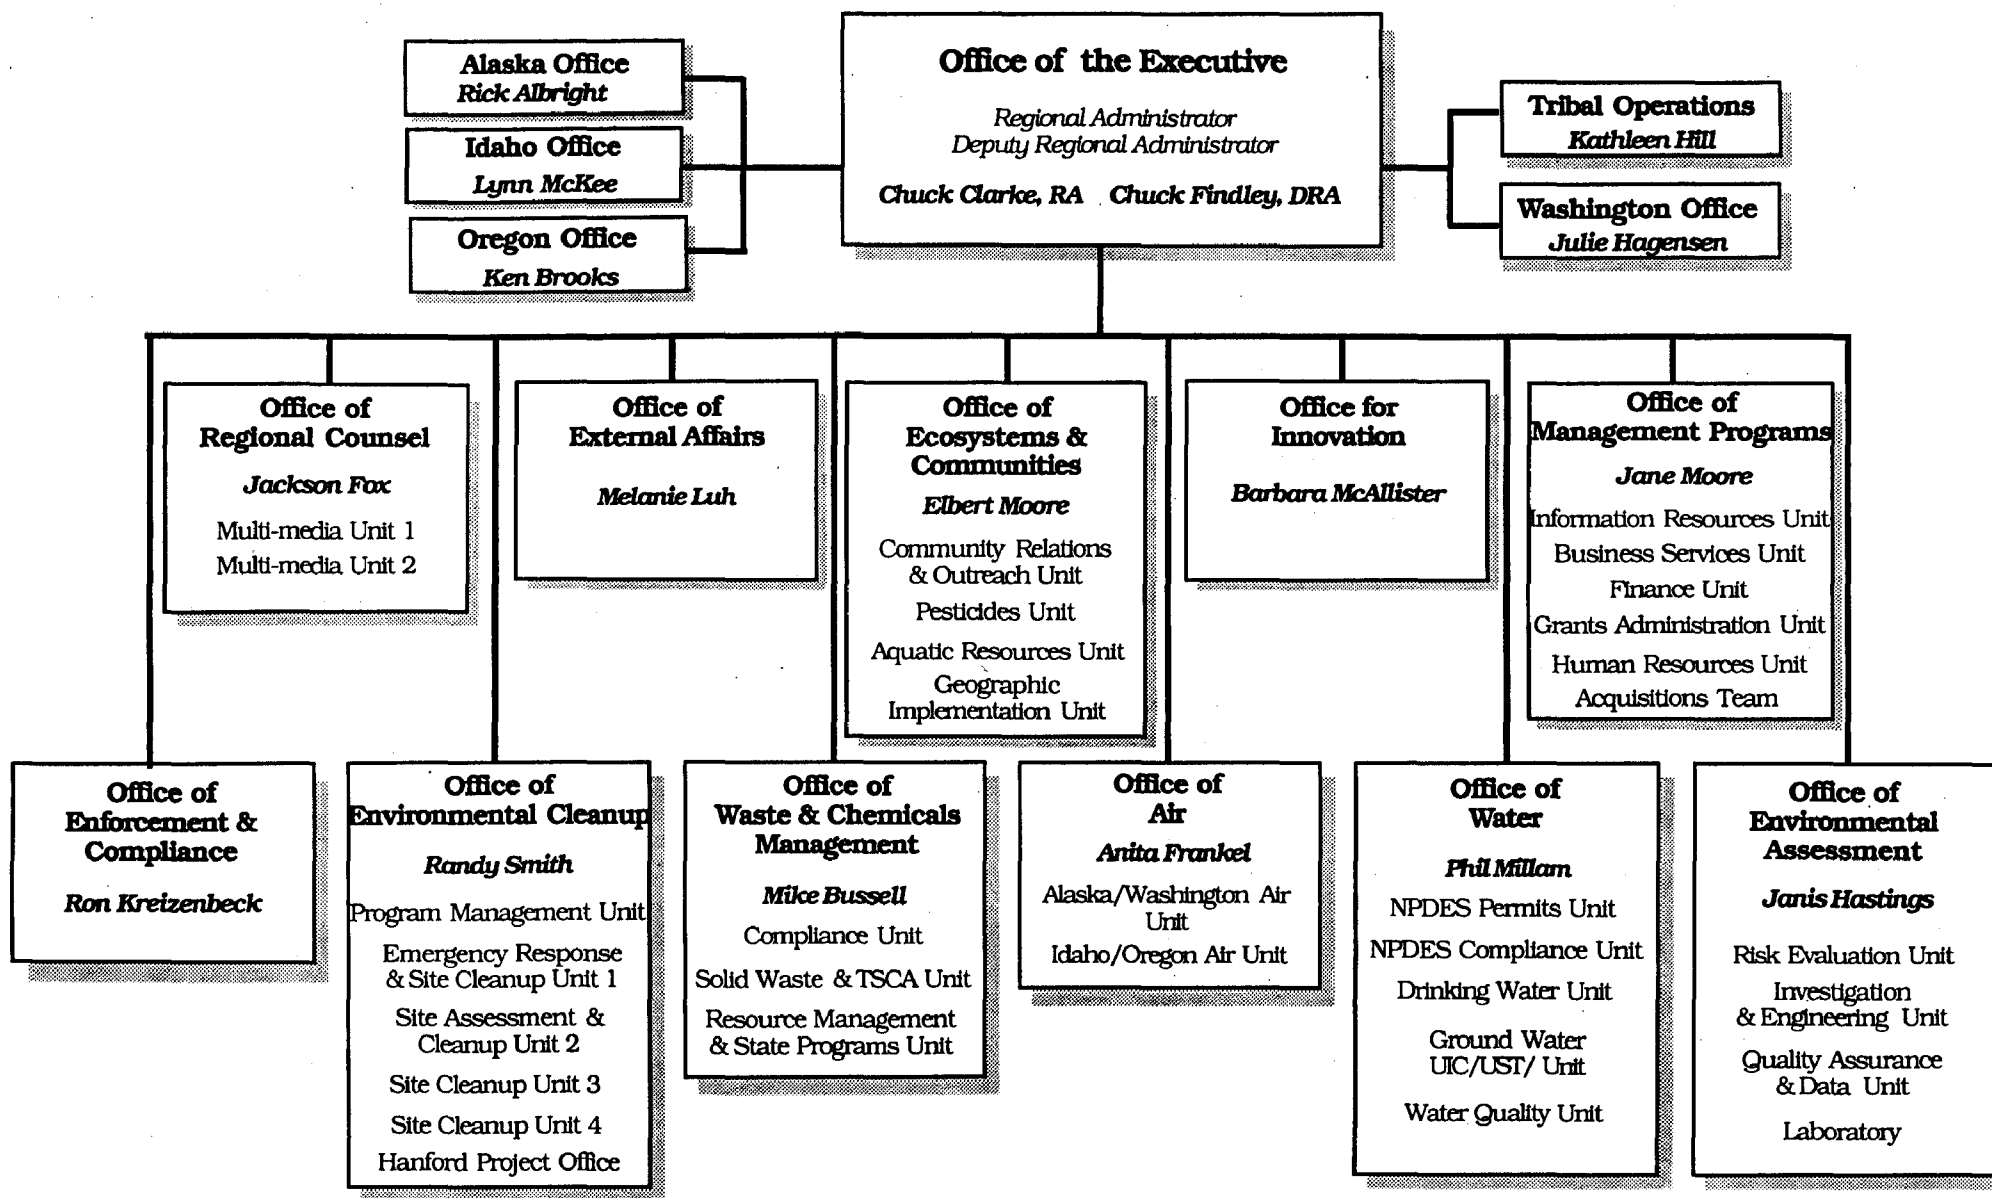 Alaska Office
Rick Albright
Idaho Office
Lynn McKee
Oregon Office
Ken Brooks
Office of the Executive
Regional Administrator
Deputy Regional Administrator
Chuck Clarke, RA Chuck Findley, DRA
Tribal Operations
Kathleen Hill
Washington Office
Julie Hagensen
Office of
Regional Counsel
Jackson Fox
Multi-media Unit 1
Multi-media Unit 2
Office of
External Affairs
Melanie Luh
Office of
Ecosystems &
Communities
Elbert Moore
Community Relations
& Outreach Unit
Pesticides Unit
Aquatic Resources Unit
Geographic
Implementation Unit
Office for
Innovation
Barbara McAllister
Office of
Management Programs
Jane Moore
Information Resources Unit
Business Services Unit
Finance Unit
Grants Administration Unit
Human Resources Unit
Acquisitions Team
Office of
Enforcement &
Compliance
Ron Kreizenbeck
Office of
Environmental Cleanup
Randy Smith
Program Management Unit
Emergency Response
& Site Cleanup Unit 1
Site Assessment &
Cleanup Unit 2
Site Cleanup Unit 3
Site Cleanup Unit 4
Hanford Project Office
Office of
Waste & Chemicals
Management
Mike Bussell
Compliance Unit
Solid Waste & TSCA Unit
Resource Management
& State Programs Unit
Office of
Air
Anita Frankel
Alaska/Washington Air
Unit
Idaho/Oregon Air Unit
Office of
Water
Phil Millam
NPDES Permits Unit
NPDES Compliance Unit
Drinking Water Unit
Ground Water
UIC/UST/ Unit
Water Quality Unit
Office of
Environmental
Assessment
Janis Hastings
Risk Evaluation Unit
Investigation
& Engineering Unit
Quality Assurance
& Data Unit
Laboratory